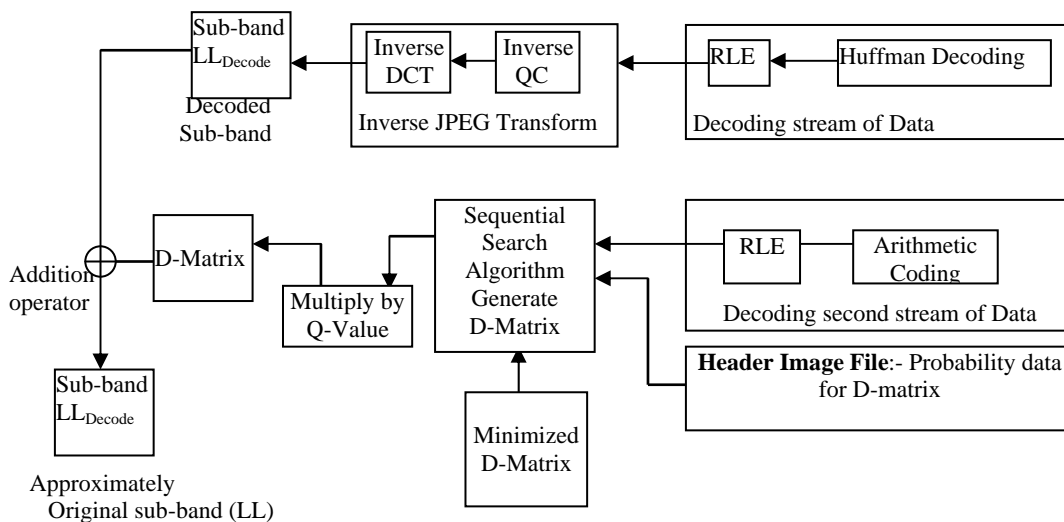 Sub-band
LL_Decode
Decoded
Sub-band
Inverse
DCT
Inverse
QC
Inverse JPEG Transform
RLE
Huffman Decoding
Decoding stream of Data
Addition
operator
D-Matrix
Multiply by
Q-Value
Sequential
Search
Algorithm
Generate
D-Matrix
RLE
Arithmetic
Coding
Decoding second stream of Data
Header Image File:- Probability data
for D-matrix
Minimized
D-Matrix
Sub-band
LL_Decode
Approximately
Original sub-band (LL)